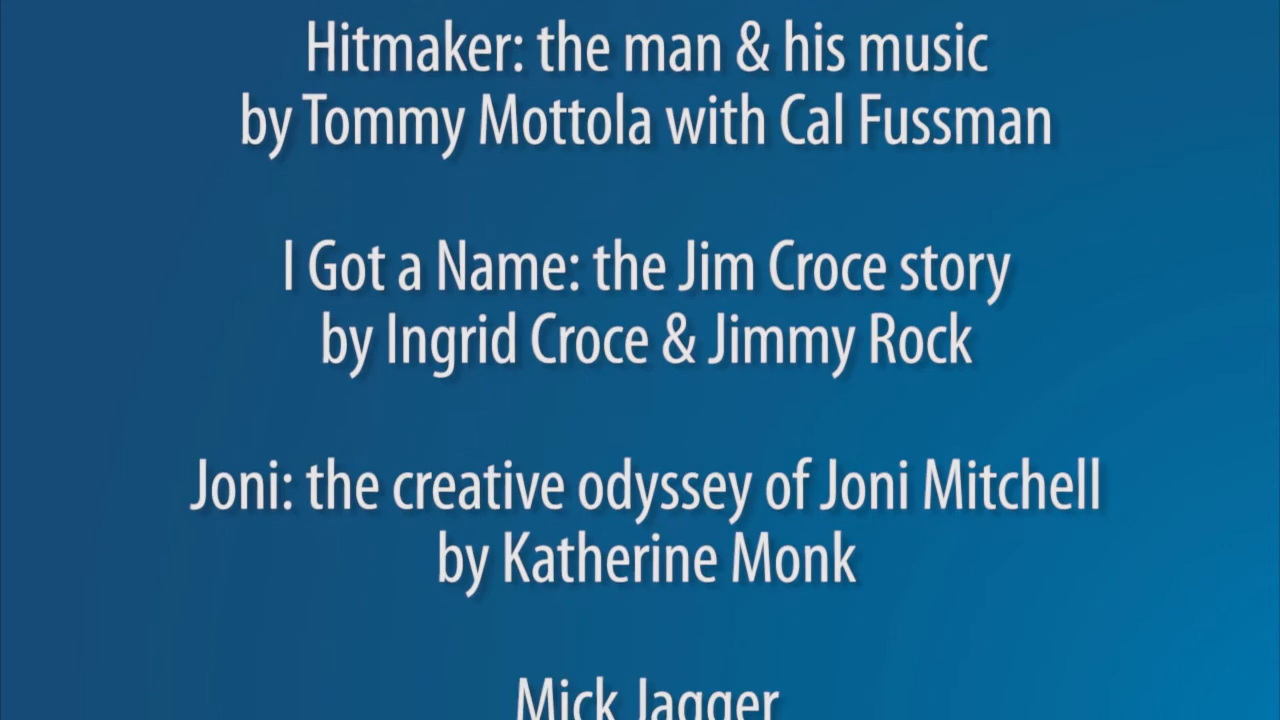 Hitmaker: the man & his music
by Tommy Mottola with Cal Fussman
I Got a Name: the Jim Croce story
by Ingrid Croce & Jimmy Rock
Joni: the creative odyssey of Joni Mitchell
by Katherine Monk
Mick Jagger